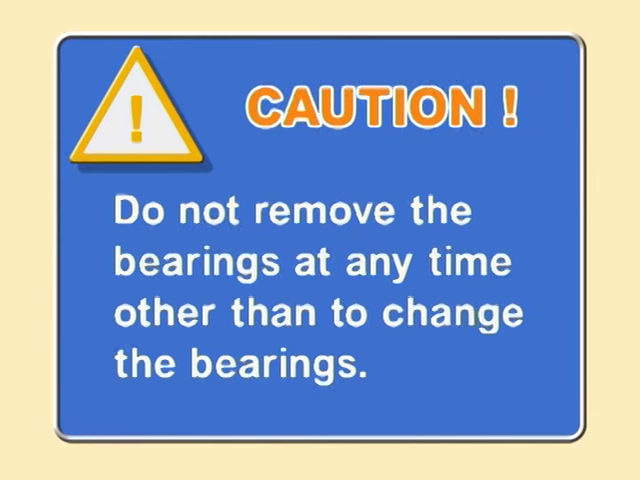 !
CAUTION !
Do not remove the
bearings at any time
other than to change
the bearings.